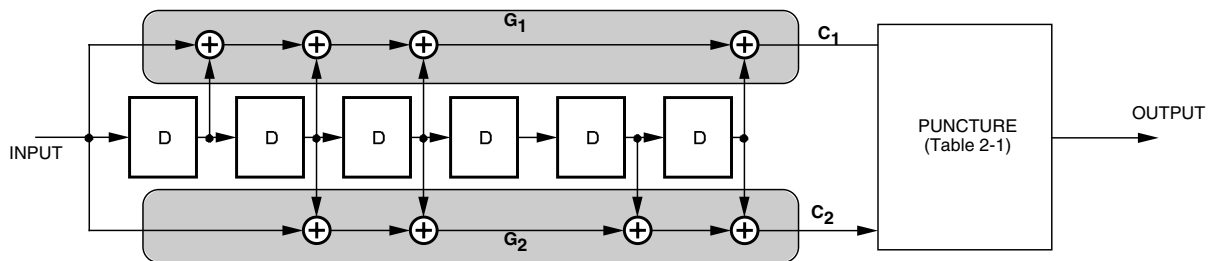 G1
C1
D D D D D D
INPUT
PUNCTURE
(Table 2-1)
OUTPUT
G2
C2